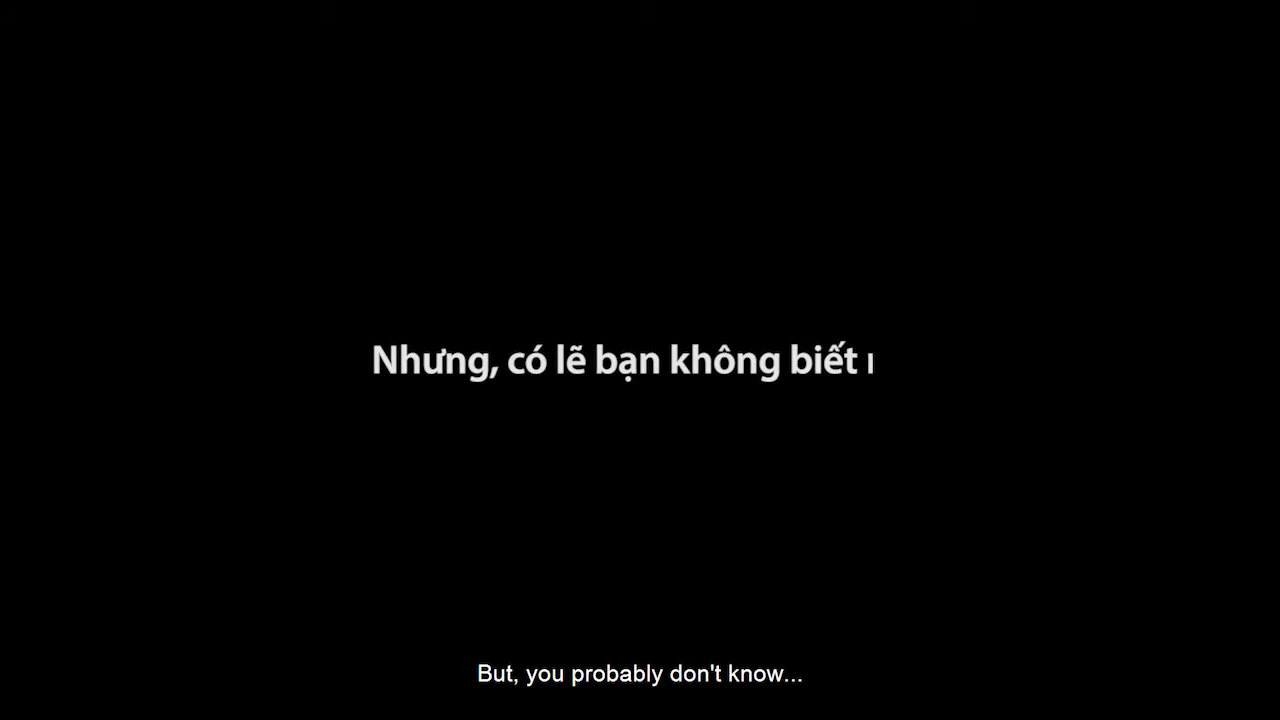 Nhưng, có lẽ bạn không biết
But, you probably don't know...